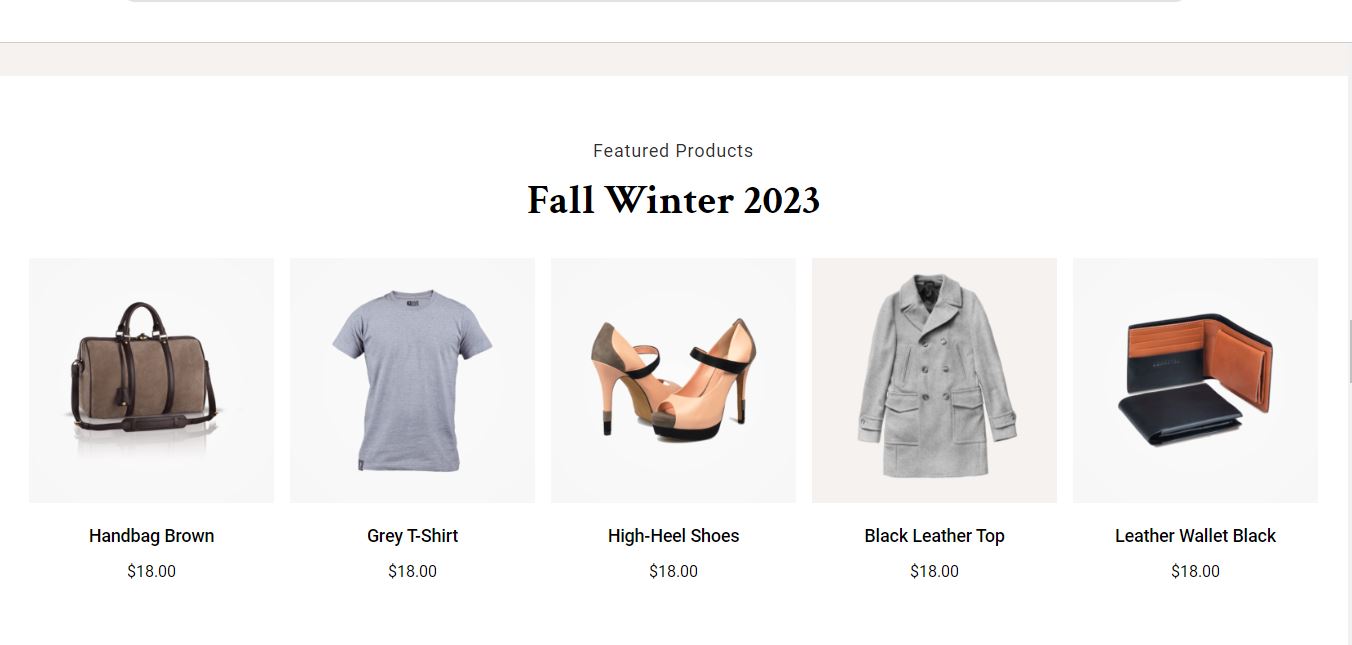 Featured Products
Fall Winter 2023
Handbag Brown
Grey T-Shirt
High-Heel Shoes
Black Leather Top
Leather Wallet Black
$18.00
$18.00
$18.00
$18.00
$18.00